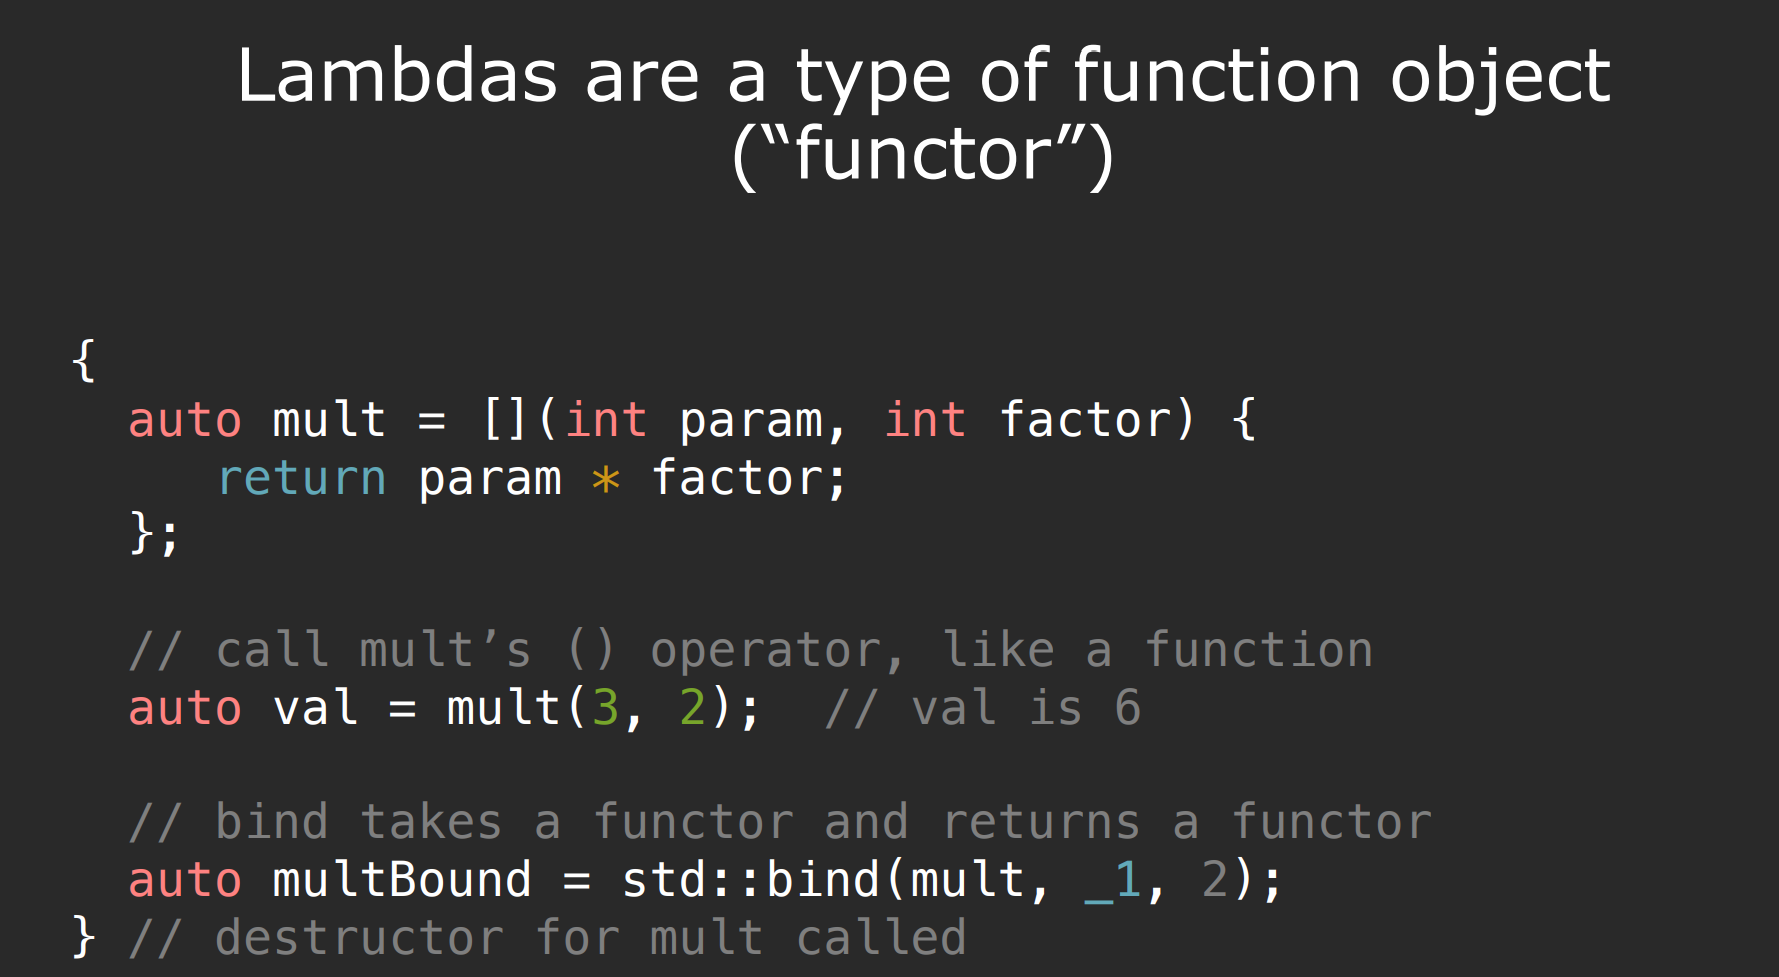 Lambdas are a type of function object
(“functor”)
{
  auto mult = [](int param, int factor) {
     return param * factor;
  };
  // call mult’s () operator, like a function
  auto val = mult(3, 2);  // val is 6
  // bind takes a functor and returns a functor
  auto multBound = std::bind(mult, _1, 2);
} // destructor for mult called